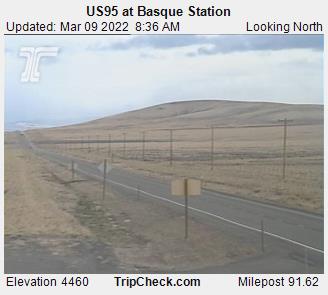 US95 at Basque Station
Updated: Mar 09 2022 8:36 AM Looking North
Elevation 4460 TripCheck.com Milepost 91.62